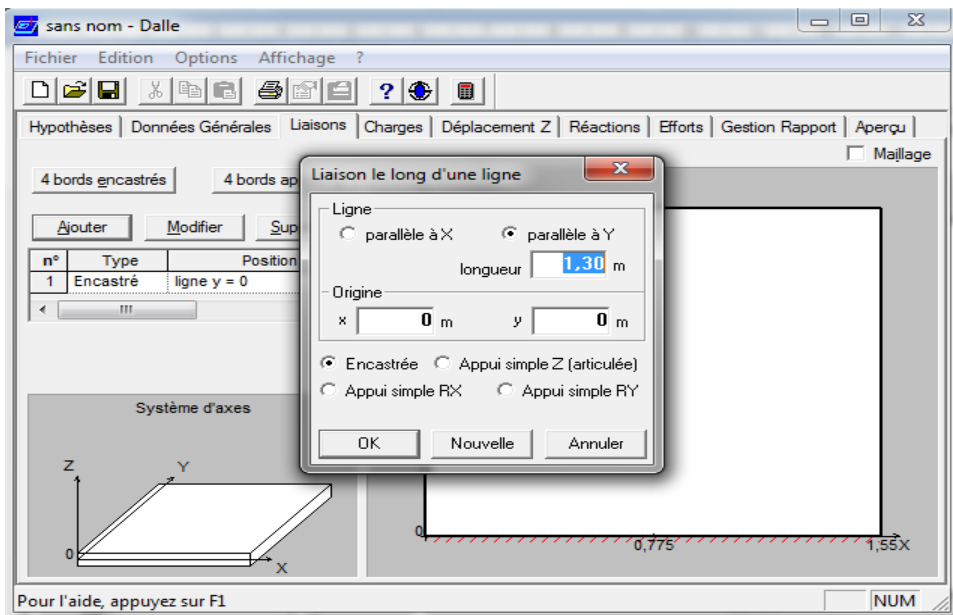 sans nom - Dalle
Fichier Edition Options Affichage ?
Hypothèses Données Générales Liaisons Charges Déplacement Z Réactions Efforts Gestion Rapport Aperçu
Maillage
4 bords encastrés 4 bords ap
Ajouter Modifier Sup
n° Type Position
1 Encastré ligne y = 0
Système d'axes
Z
Y
0
X
Liaison le long d'une ligne
Ligne
parallèle à X parallèle à Y
longueur 1,30 m
Origine
x 0 m y 0 m
Encastrée Appui simple Z (articulée)
Appui simple RX Appui simple RY
OK Nouvelle Annuler
0
0,775
1,55X
Pour l'aide, appuyez sur F1
NUM